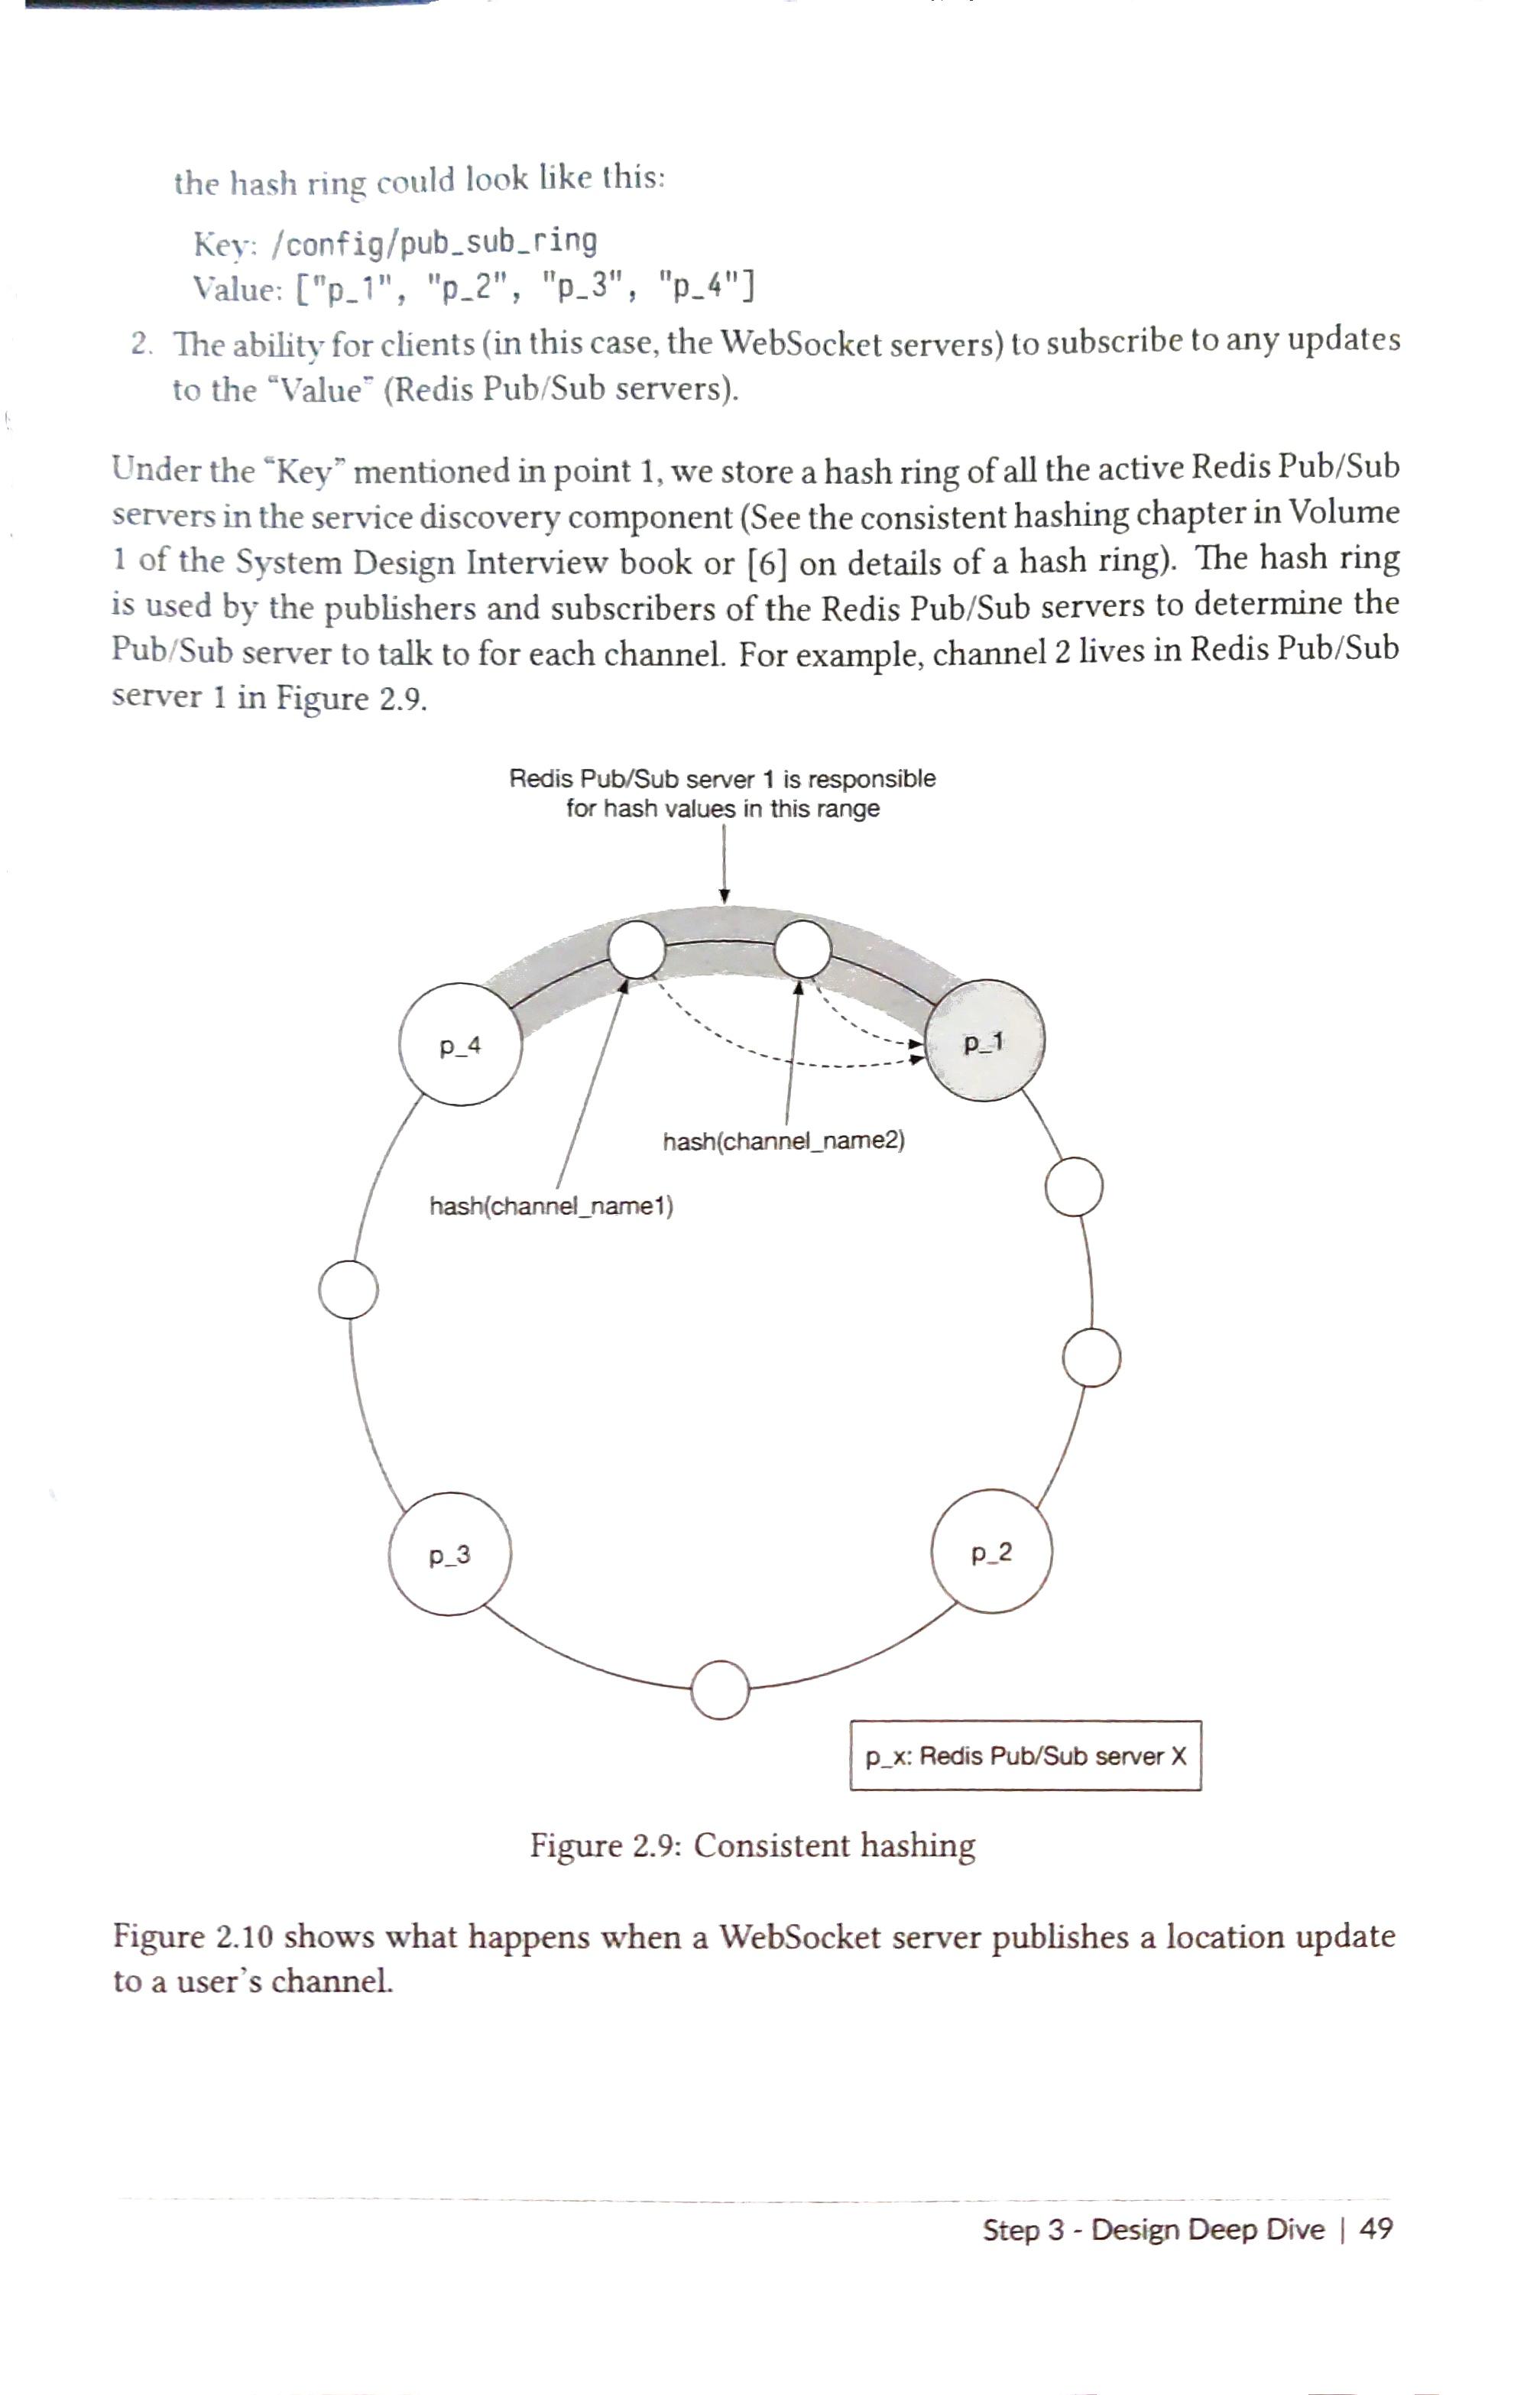 the hash ring could look like this:
Key: /config/pub_sub_ring
Value: ["p_1", "p_2", "p_3", "p_4"]
2. The ability for clients (in this case, the WebSocket servers) to subscribe to any updates
to the “Value” (Redis Pub/Sub servers).
Under the “Key” mentioned in point 1, we store a hash ring of all the active Redis Pub/Sub
servers in the service discovery component (See the consistent hashing chapter in Volume
1 of the System Design Interview book or [6] on details of a hash ring). The hash ring
is used by the publishers and subscribers of the Redis Pub/Sub servers to determine the
Pub/Sub server to talk to for each channel. For example, channel 2 lives in Redis Pub/Sub
server 1 in Figure 2.9.
Redis Pub/Sub server 1 is responsible
for hash values in this range
p_4
p_1
hash(channel_name2)
hash(channel_name1)
p_3
p_2
p_x: Redis Pub/Sub server X
Figure 2.9: Consistent hashing
Figure 2.10 shows what happens when a WebSocket server publishes a location update
to a user's channel.
Step 3 - Design Deep Dive | 49